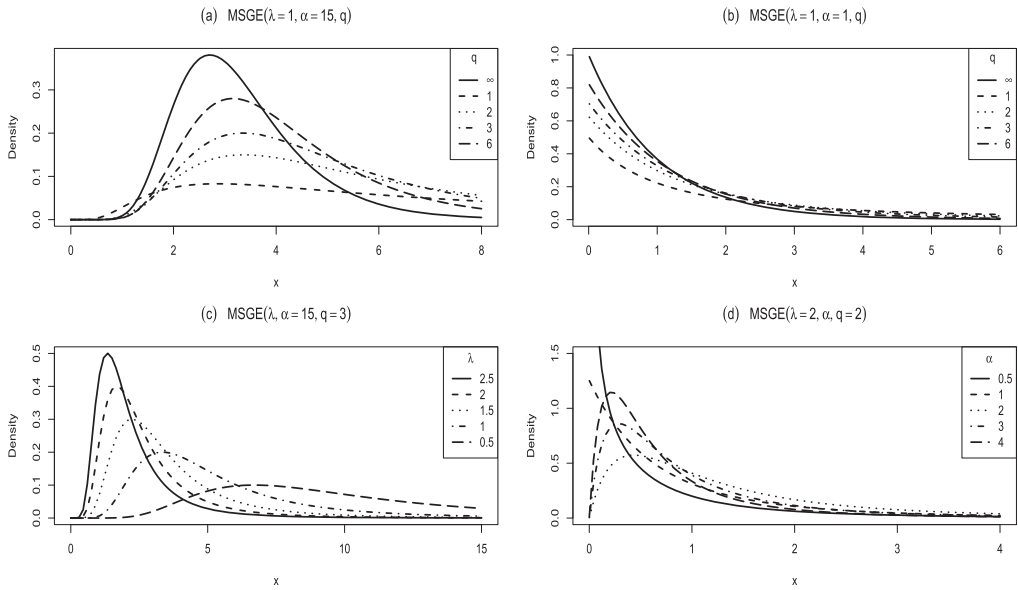 (a) MSGE(λ = 1, α = 15, q)
Density
0.0 0.1 0.2 0.3
0 2 4 6 8
x
q
∞
1
2
3
6
(b) MSGE(λ = 1, α = 1, q)
Density
0.0 0.2 0.4 0.6 0.8 1.0
0 1 2 3 4 5 6
x
q
∞
1
2
3
6
(c) MSGE(λ, α = 15, q = 3)
Density
0.0 0.1 0.2 0.3 0.4 0.5
0 5 10 15
x
λ
2.5
2
1.5
1
0.5
(d) MSGE(λ = 2, α, q = 2)
Density
0.0 0.5 1.0 1.5
0 1 2 3 4
x
α
0.5
1
2
3
4